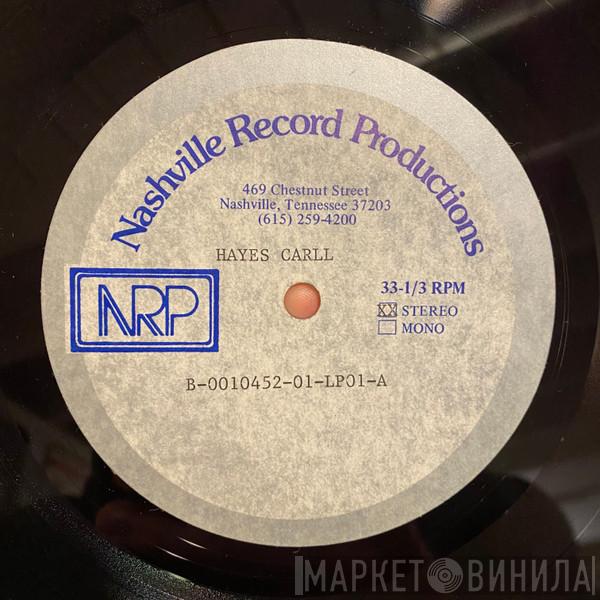 Nashville Record Productions
469 Chestnut Street
Nashville, Tennessee 37203
(615) 259-4200
HAYES CARLL
NRP
33-1/3 RPM
XX STEREO
MONO
B-0010452-01-LP01-A
МАРКЕТ ВИНИЛА